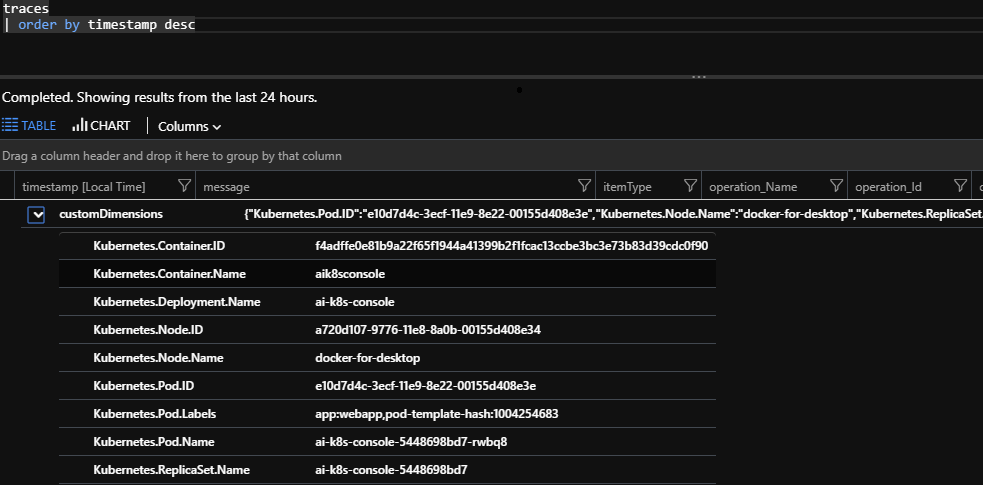 traces
| order by timestamp desc
Completed. Showing results from the last 24 hours.
TABLE CHART Columns
Drag a column header and drop it here to group by that column
timestamp [Local Time] message itemType operation_Name operation_Id
customDimensions {"Kubernetes.Pod.ID":"e10d7d4c-3ecf-11e9-8e22-00155d408e3e","Kubernetes.Node.Name":"docker-for-desktop","Kubernetes.ReplicaSet.
Kubernetes.Container.ID f4adffe0e81b9a22f65f1944a41399b2f1fcac13ccbe3bc3e73b83d39cdc0f90
Kubernetes.Container.Name aik8sconsole
Kubernetes.Deployment.Name ai-k8s-console
Kubernetes.Node.ID a720d107-9776-11e8-8a0b-00155d408e34
Kubernetes.Node.Name docker-for-desktop
Kubernetes.Pod.ID e10d7d4c-3ecf-11e9-8e22-00155d408e3e
Kubernetes.Pod.Labels app:webapp,pod-template-hash:1004254683
Kubernetes.Pod.Name ai-k8s-console-5448698bd7-rwbq8
Kubernetes.ReplicaSet.Name ai-k8s-console-5448698bd7